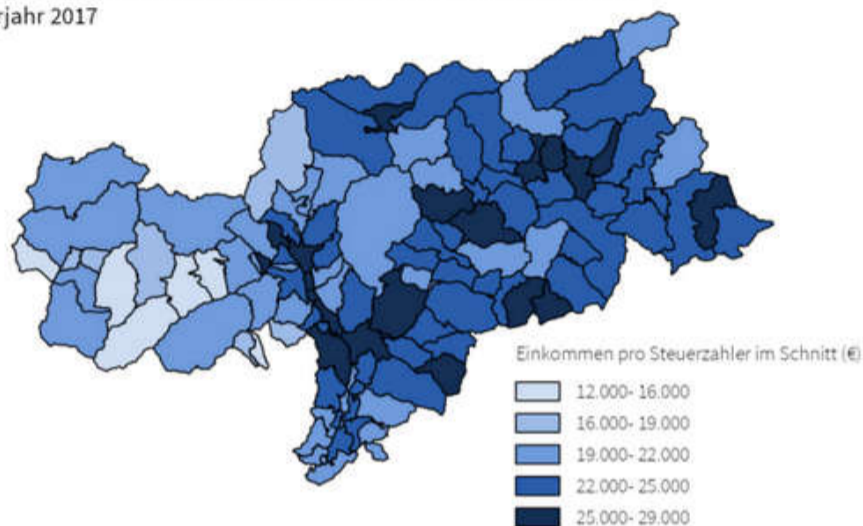 rjahr 2017
Einkommen pro Steuerzahler im Schnitt (€)
12.000- 16.000
16.000- 19.000
19.000- 22.000
22.000- 25.000
25.000- 29.000